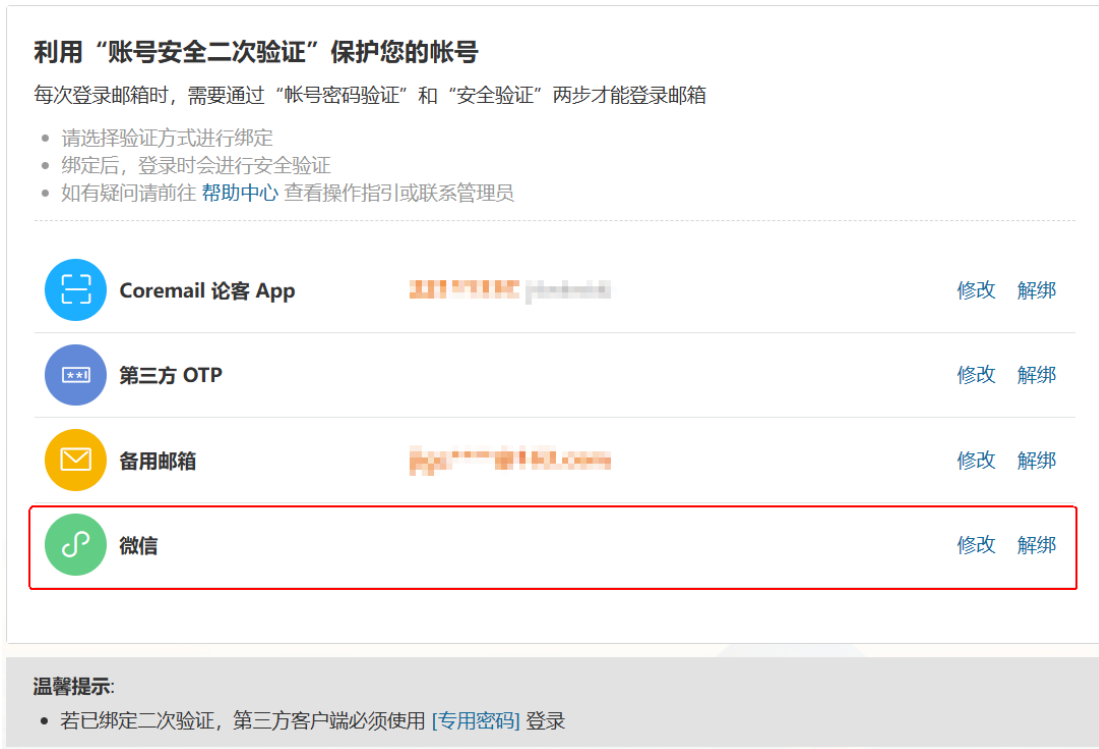 利用“账号安全二次验证”保护您的帐号
每次登录邮箱时，需要通过“帐号密码验证”和“安全验证”两步才能登录邮箱
请选择验证方式进行绑定
绑定后，登录时会进行安全验证
如有疑问请前往 帮助中心 查看操作指引或联系管理员
Coremail 论客 App 修改 解绑
**I 第三方 OTP 修改 解绑
备用邮箱 修改 解绑
微信 修改 解绑
温馨提示:
若已绑定二次验证，第三方客户端必须使用 [专用密码] 登录